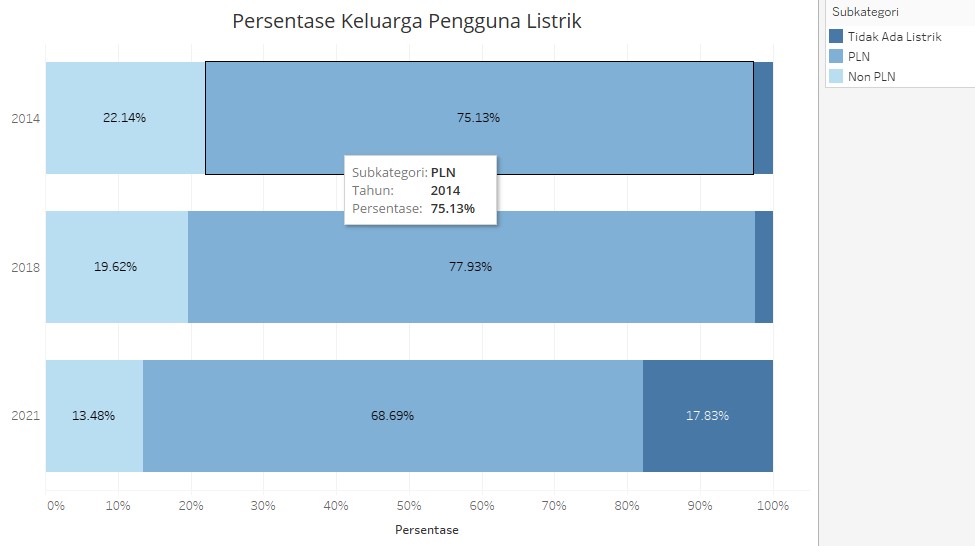 Persentase Keluarga Pengguna Listrik
Subkategori
Tidak Ada Listrik
PLN
Non PLN
2014
22.14%
75.13%
Subkategori: PLN
Tahun: 2014
Persentase: 75.13%
2018
19.62%
77.93%
2021
13.48%
68.69%
17.83%
0% 10% 20% 30% 40% 50% 60% 70% 80% 90% 100%
Persentase